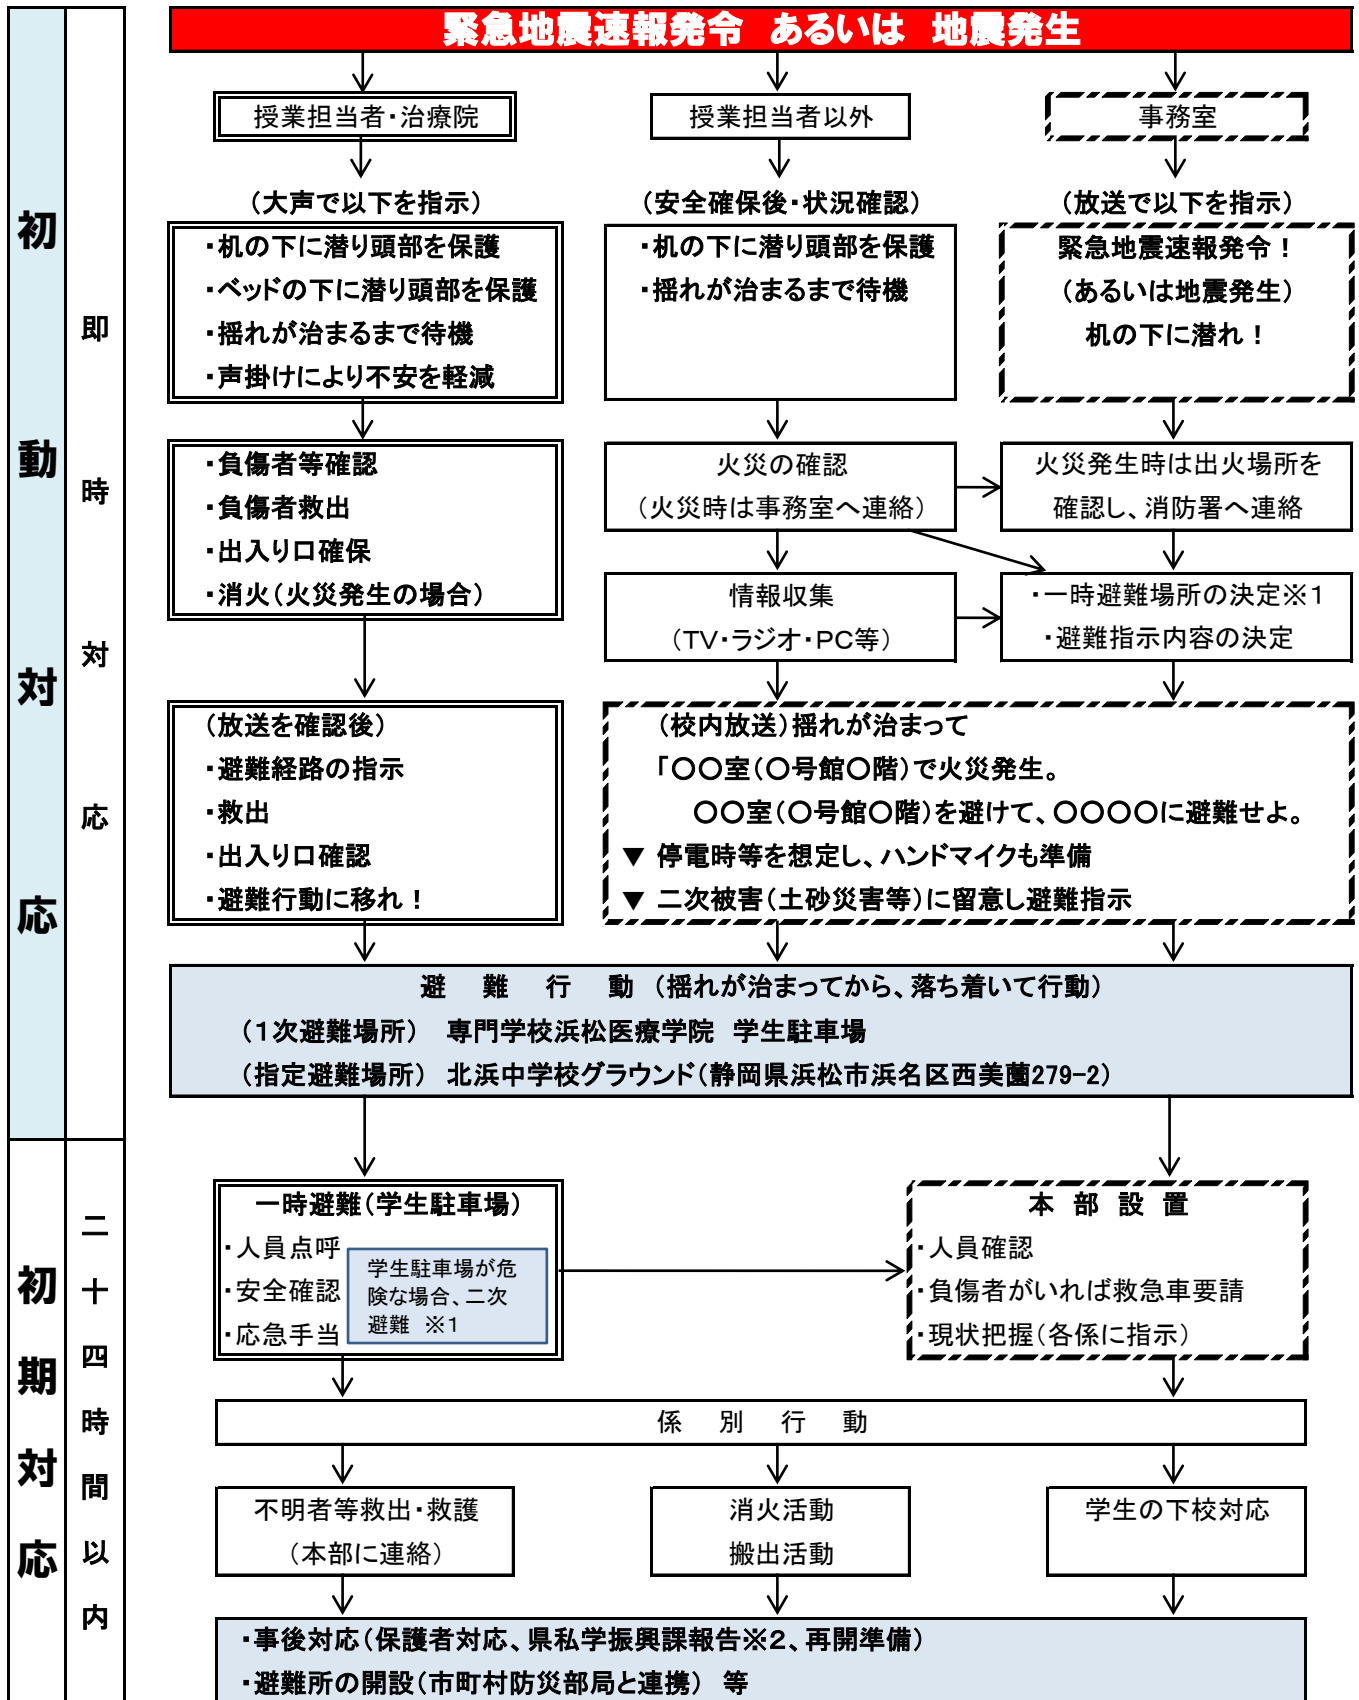 緊急地震速報発令 あるいは 地震発生
初動対応
即時対応
授業担当者・治療院
授業担当者以外
事務室
（大声で以下を指示）
・机の下に潜り頭部を保護
・ベッドの下に潜り頭部を保護
・揺れが治まるまで待機
・声掛けにより不安を軽減
（安全確保後・状況確認）
・机の下に潜り頭部を保護
・揺れが治まるまで待機
（放送で以下を指示）
緊急地震速報発令！
（あるいは地震発生）
机の下に潜れ！
・負傷者等確認
・負傷者救出
・出入り口確保
・消火（火災発生の場合）
火災の確認
（火災時は事務室へ連絡）
火災発生時は出火場所を
確認し、消防署へ連絡
情報収集
（TV・ラジオ・PC等）
・一時避難場所の決定※1
・避難指示内容の決定
（放送を確認後）
・避難経路の指示
・救出
・出入り口確認
・避難行動に移れ！
（校内放送）揺れが治まって
「〇〇室（〇号館〇階）で火災発生。
〇〇室（〇号館〇階）を避けて、〇〇〇〇に避難せよ。
▼ 停電時等を想定し、ハンドマイクも準備
▼ 二次被害（土砂災害等）に留意し避難指示
避 難 行 動 （揺れが治まってから、落ち着いて行動）
（1次避難場所） 専門学校浜松医療学院 学生駐車場
（指定避難場所） 北浜中学校グラウンド（静岡県浜松市浜名区西美薗279-2）
初期対応
二十四時間以内
一時避難（学生駐車場）
・人員点呼
・安全確認
・応急手当
学生駐車場が危
険な場合、二次
避難 ※1
本 部 設 置
・人員確認
・負傷者がいれば救急車要請
・現状把握（各係に指示）
係 別 行 動
不明者等救出・救護
（本部に連絡）
消火活動
搬出活動
学生の下校対応
・事後対応（保護者対応、県私学振興課報告※2、再開準備）
・避難所の開設（市町村防災部局と連携） 等